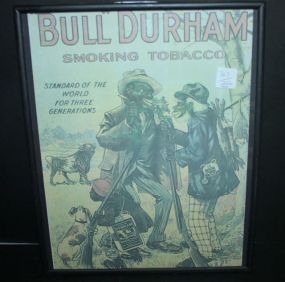 BULL DURHAM
SMOKING TOBACCO
STANDARD OF THE
WORLD
FOR THREE
GENERATIONS